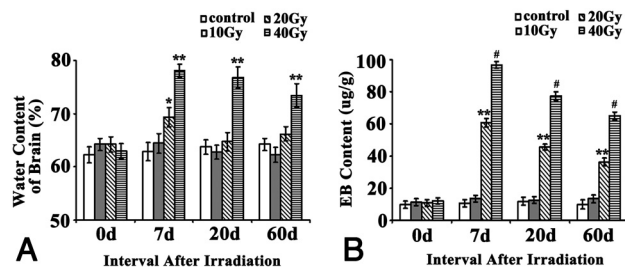 control 20Gy
10Gy 40Gy
Water Content
of Brain (%)
80
70
60
50
* ** ** **
0d 7d 20d 60d
Interval After Irradiation
A
control 20Gy
10Gy 40Gy
EB Content (ug/g)
100
80
60
40
20
0
** # ** # ** #
0d 7d 20d 60d
Interval After Irradiation
B